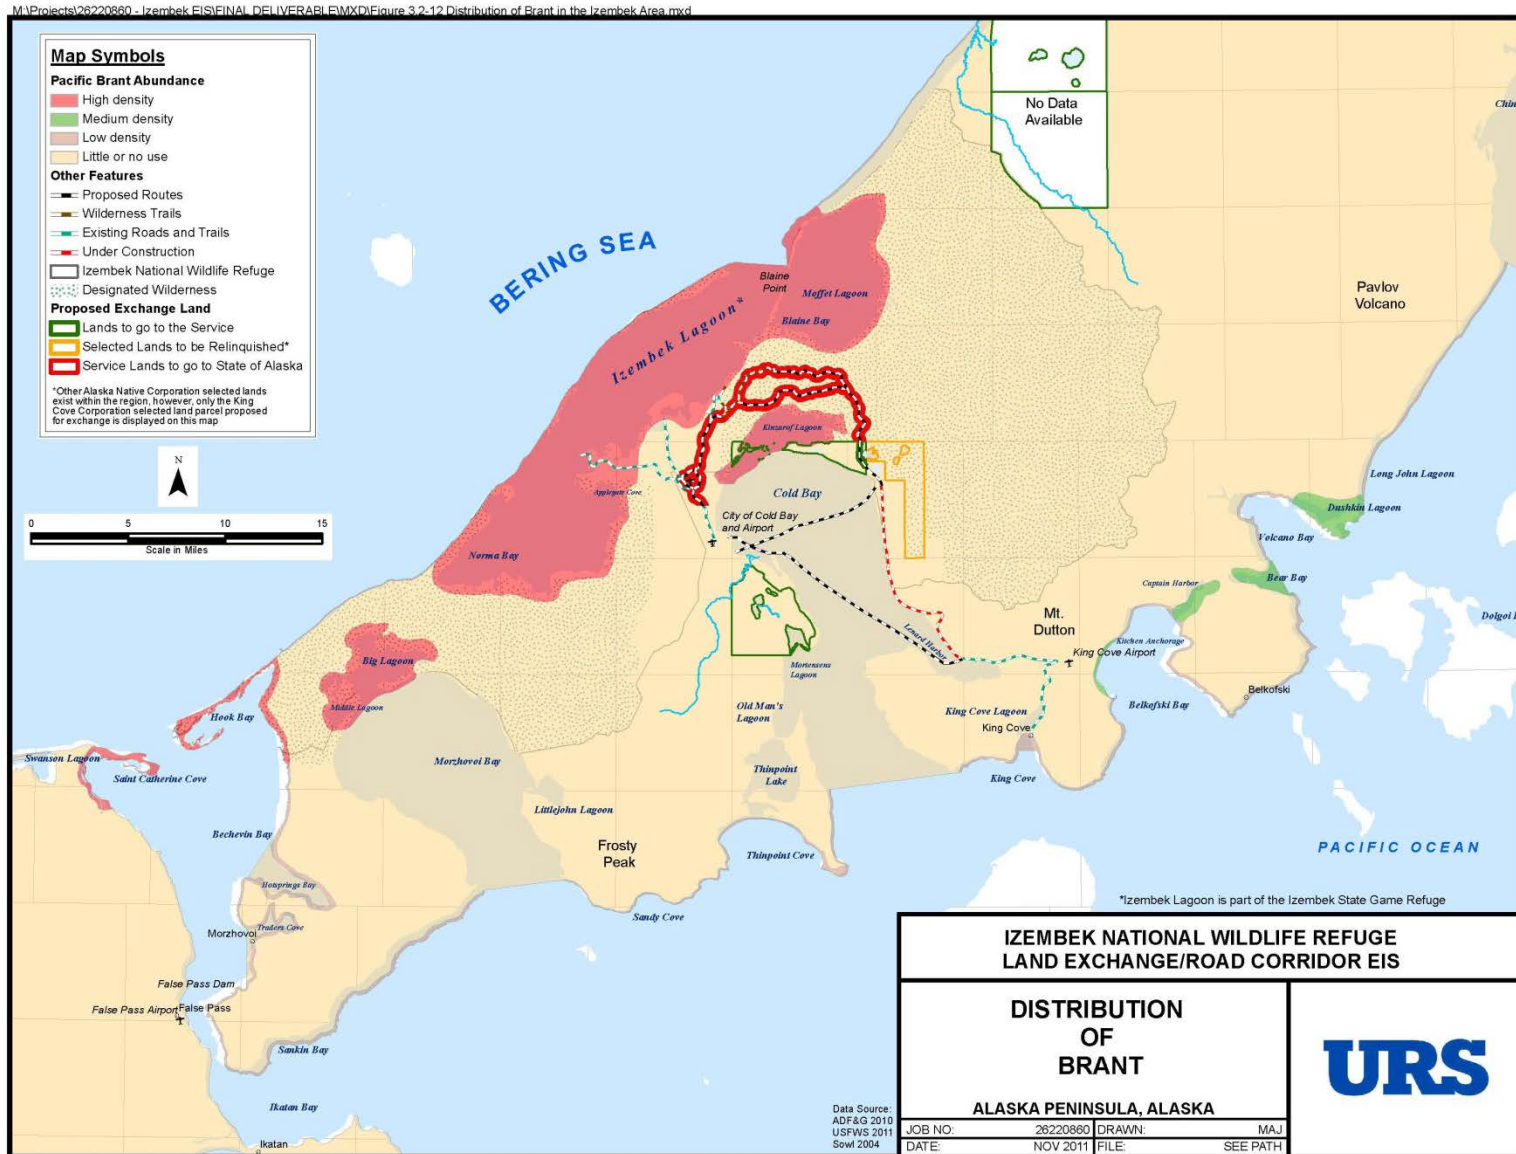 M:\Projects\26220860 - Izembek EIS\FINAL DELIVERABLE\MXD\Figure 3.2-12 Distribution of Brant in the Izembek Area.mxd
Map Symbols
Pacific Brant Abundance
High density
Medium density
Low density
Little or no use
Other Features
Proposed Routes
Wilderness Trails
Existing Roads and Trails
Under Construction
Izembek National Wildlife Refuge
Designated Wilderness
Proposed Exchange Land
Lands to go to the Service
Selected Lands to be Relinquished*
Service Lands to go to State of Alaska
*Other Alaska Native Corporation selected lands
exist within the region, however, only the King
Cove Corporation selected land parcel proposed
for exchange is displayed on this map
N
0 5 10 15
Scale in Miles
No Data
Available
BERING SEA
Pavlov
Volcano
Blaine
Point
Moffet Lagoon
Blaine Bay
Izembek Lagoon*
Kinzarof Lagoon
Applegate Cove
Cold Bay
City of Cold Bay
and Airport
Norma Bay
Long John Lagoon
Dushkin Lagoon
Volcano Bay
Bear Bay
Captain Harbor
Mt.
Dutton
Kitchen Anchorage
King Cove Airport
Lenard Harbor
Mortensens
Lagoon
Belkofski
Belkofski Bay
Big Lagoon
Middle Lagoon
Hook Bay
Old Man's
Lagoon
King Cove Lagoon
King Cove
King Cove
Swanson Lagoon
Saint Catherine Cove
Morzhovoi Bay
Thinpoint
Lake
Littlejohn Lagoon
Bechevin Bay
Frosty
Peak
Thinpoint Cove
PACIFIC OCEAN
Hotsprings Bay
Sandy Cove
Traders Cove
Morzhovoi
False Pass Dam
False Pass Airport
False Pass
Sankin Bay
Ikatan Bay
Ikatan
*Izembek Lagoon is part of the Izembek State Game Refuge
IZEMBEK NATIONAL WILDLIFE REFUGE
LAND EXCHANGE/ROAD CORRIDOR EIS
DISTRIBUTION
OF
BRANT
ALASKA PENINSULA, ALASKA
URS
Data Source:
ADF&G 2010
USFWS 2011
Sowl 2004
JOB NO: 26220860 DRAWN: MAJ
DATE: NOV 2011 FILE: SEE PATH